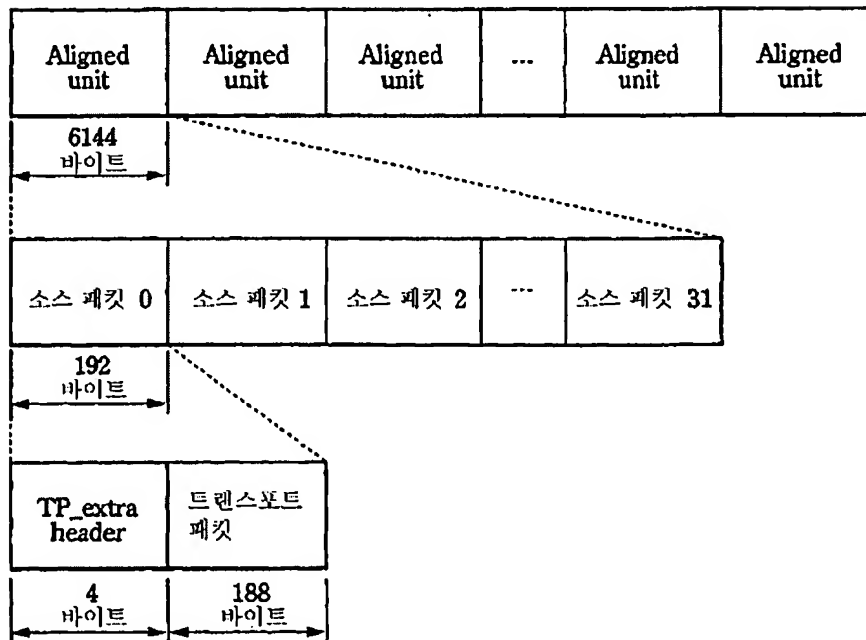 Aligned unit Aligned unit Aligned unit ... Aligned unit Aligned unit
6144
바이트
소스 패킷 0 소스 패킷 1 소스 패킷 2 ... 소스 패킷 31
192
바이트
TP_extra header 트랜스포트 패킷
4 188
바이트 바이트